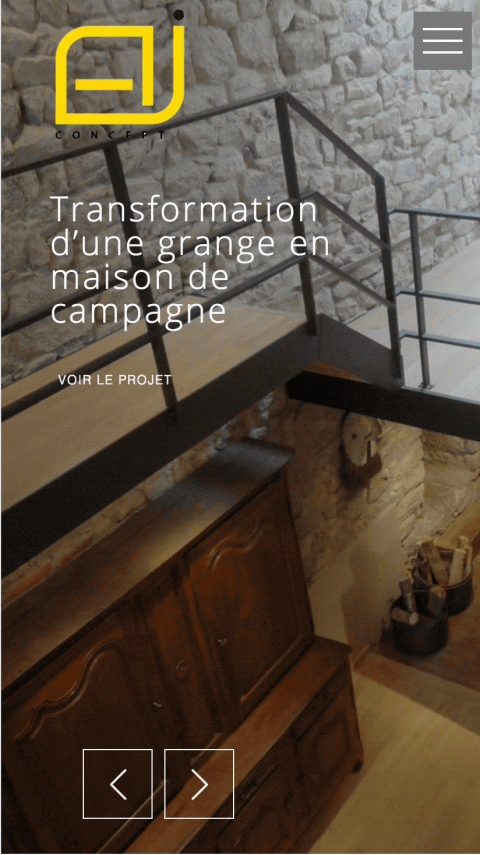 CONCEPT
Transformation
d’une grange en
maison de
campagne
VOIR LE PROJET